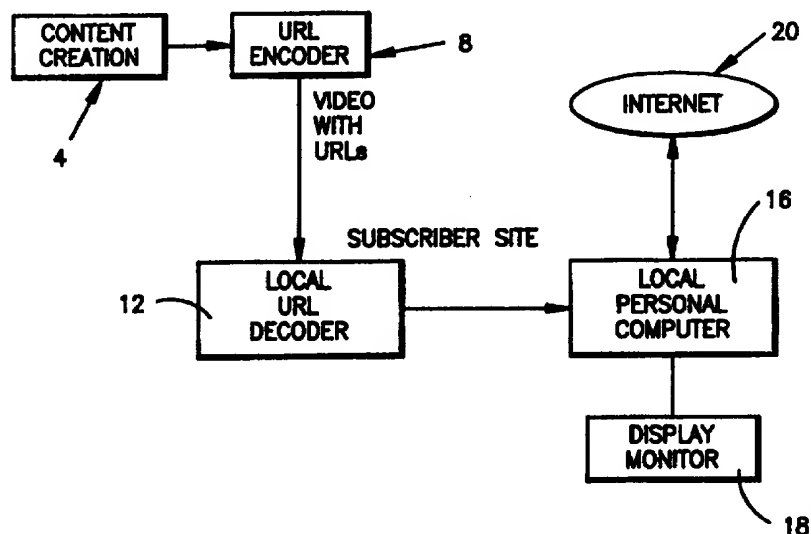 CONTENT
CREATION
4
URL
ENCODER
8
VIDEO
WITH
URLs
20
INTERNET
SUBSCRIBER SITE
16
12
LOCAL
URL
DECODER
LOCAL
PERSONAL
COMPUTER
DISPLAY
MONITOR
18